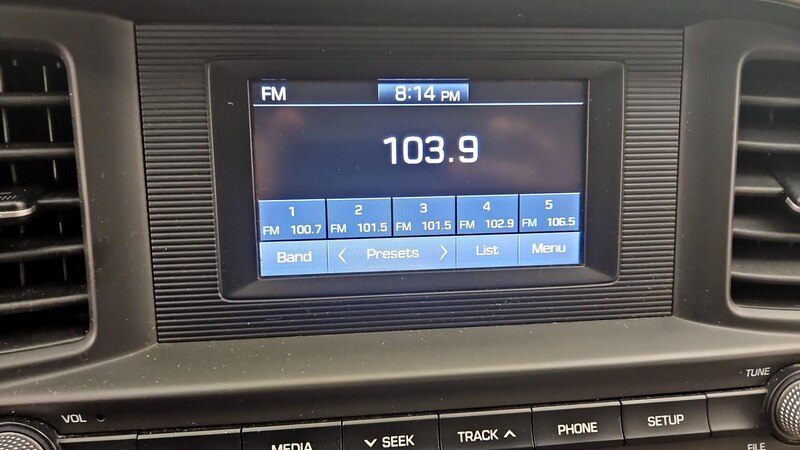 FM 8:14 PM
103.9
1 2 3 4 5
FM 100.7 FM 101.5 FM 101.5 FM 102.9 FM 106.5
Band < Presets > List Menu
VOL TUNE
MEDIA ∨ SEEK TRACK ∧ PHONE SETUP
FILE